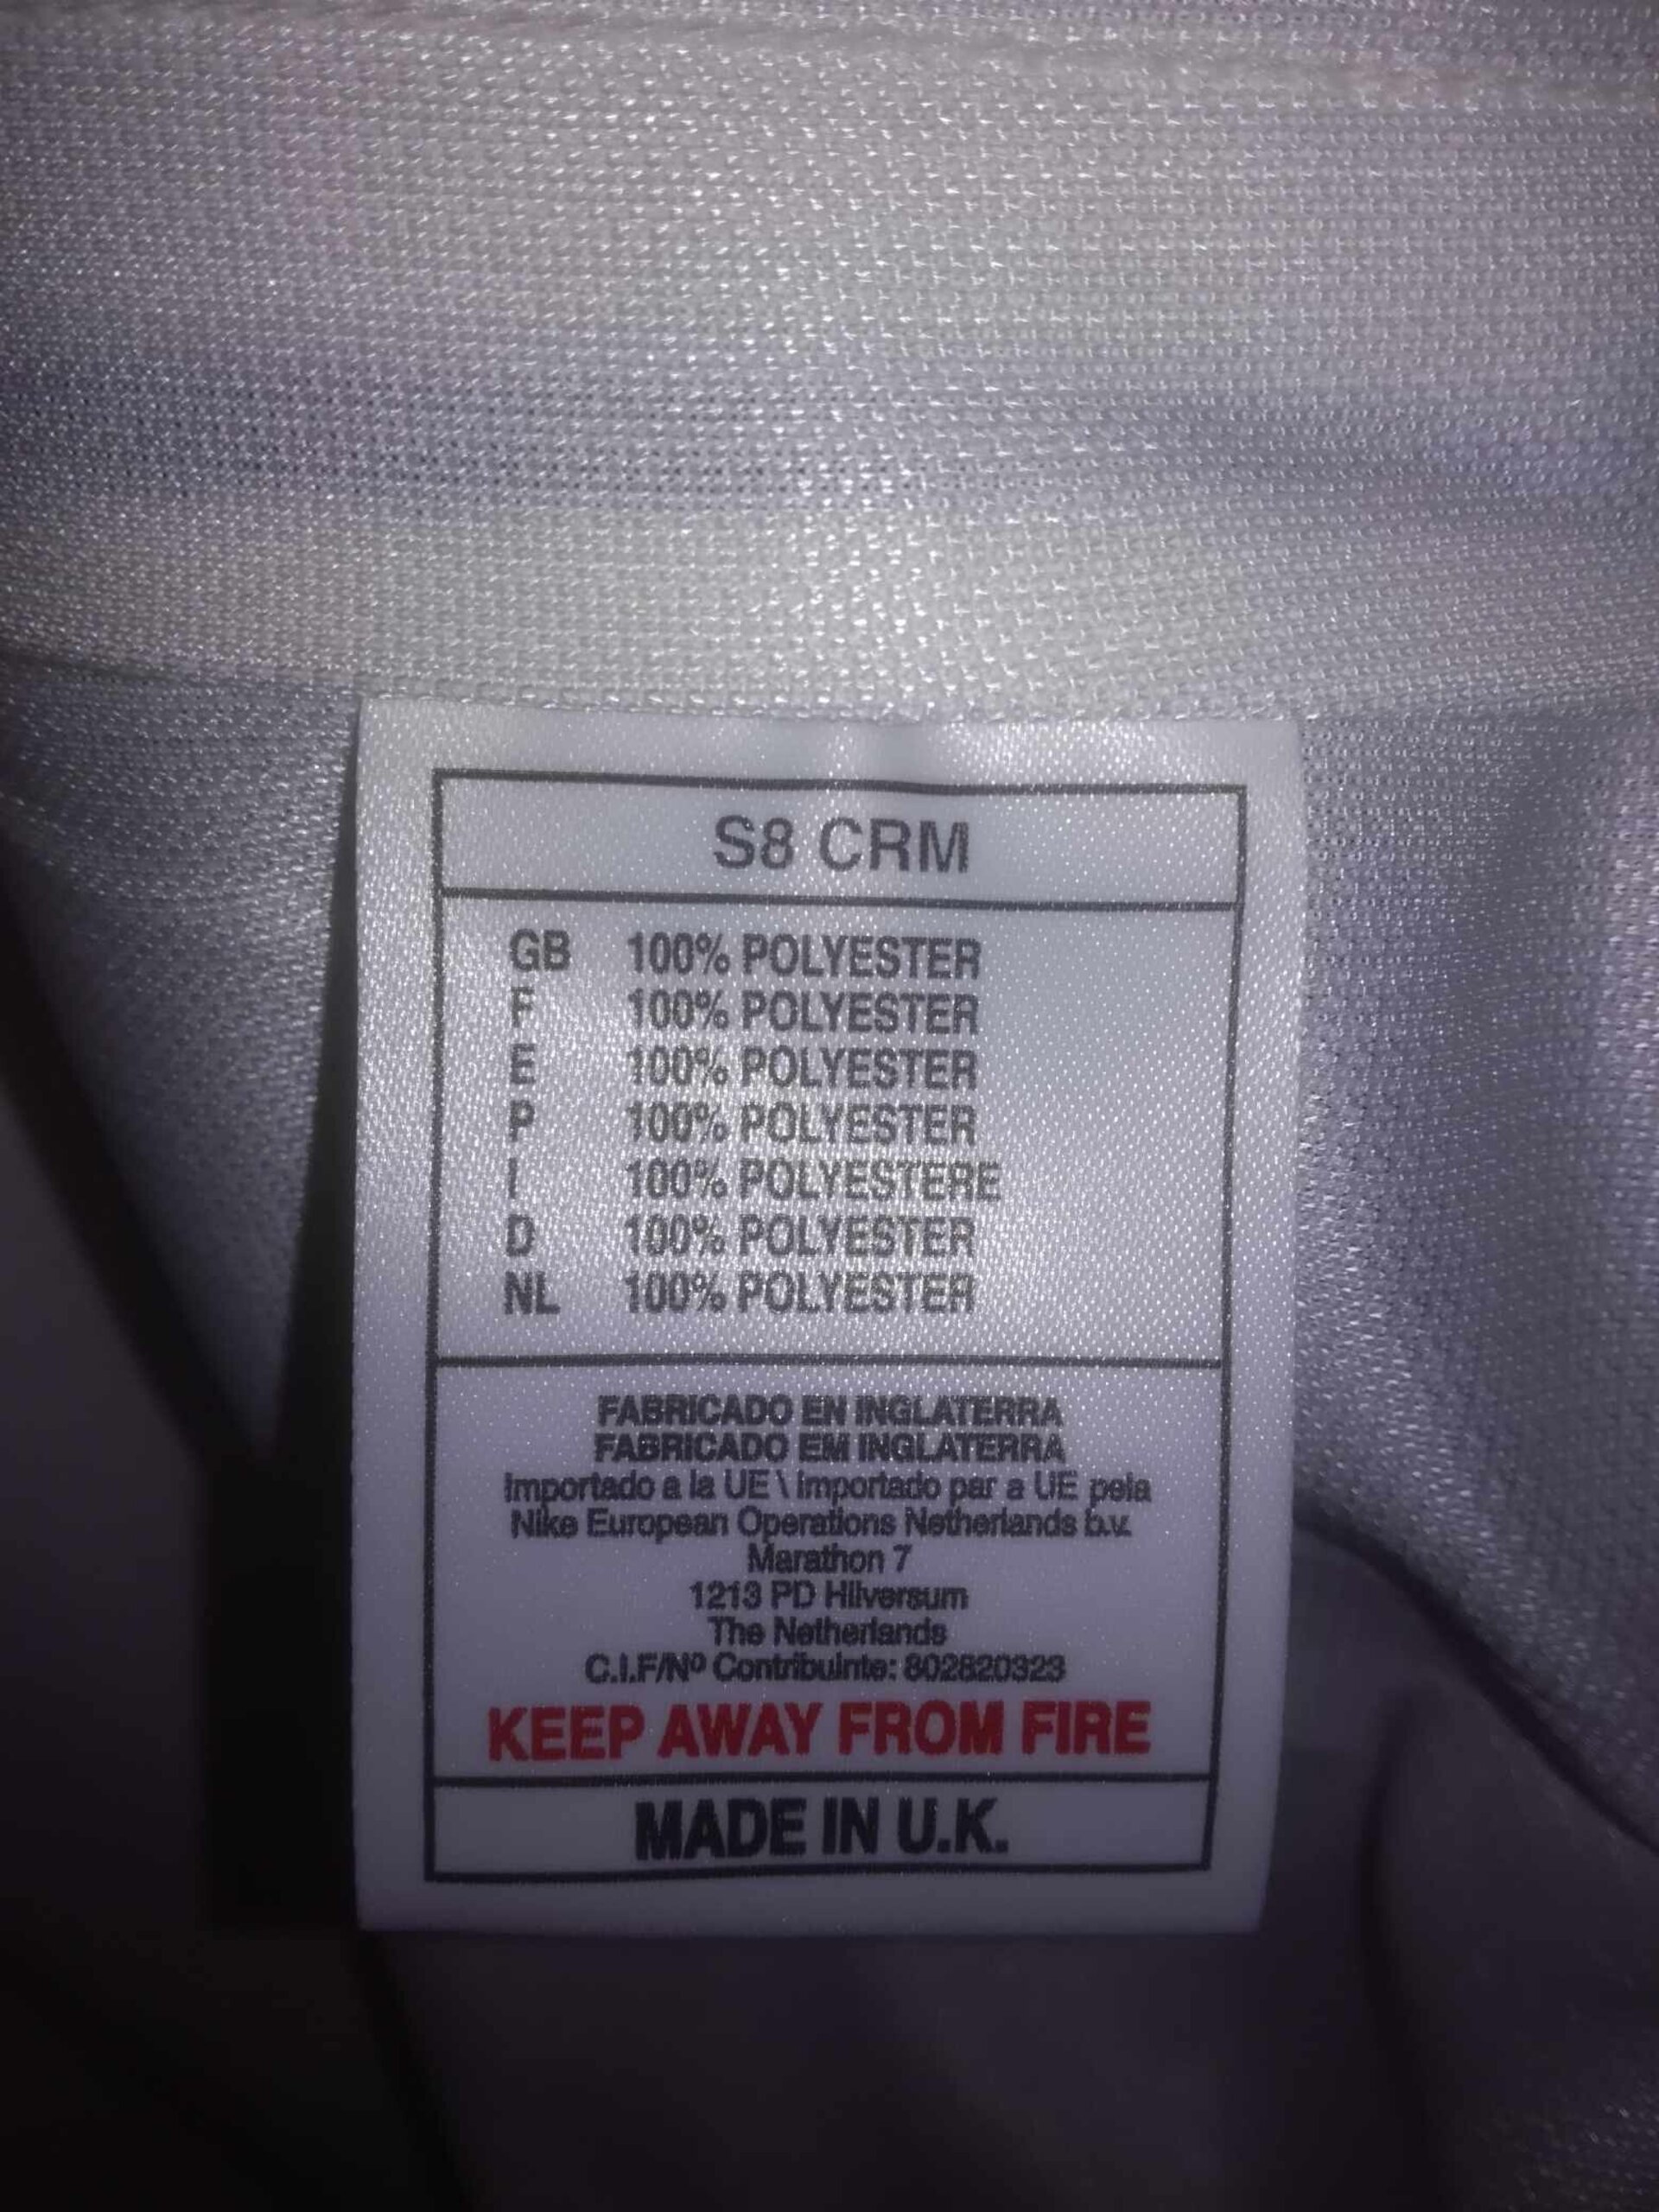 S8 CRM
GB 100% POLYESTER
F 100% POLYESTER
E 100% POLYESTER
P 100% POLYESTER
I 100% POLYESTERE
D 100% POLYESTER
NL 100% POLYESTER
FABRICADO EN INGLATERRA
FABRICADO EM INGLATERRA
Importado a la UE \ Importado par a UE pela
Nike European Operations Netherlands b.v.
Marathon 7
1213 PD Hilversum
The Netherlands
C.I.F/Nº Contribuinte: 802820323
KEEP AWAY FROM FIRE
MADE IN U.K.